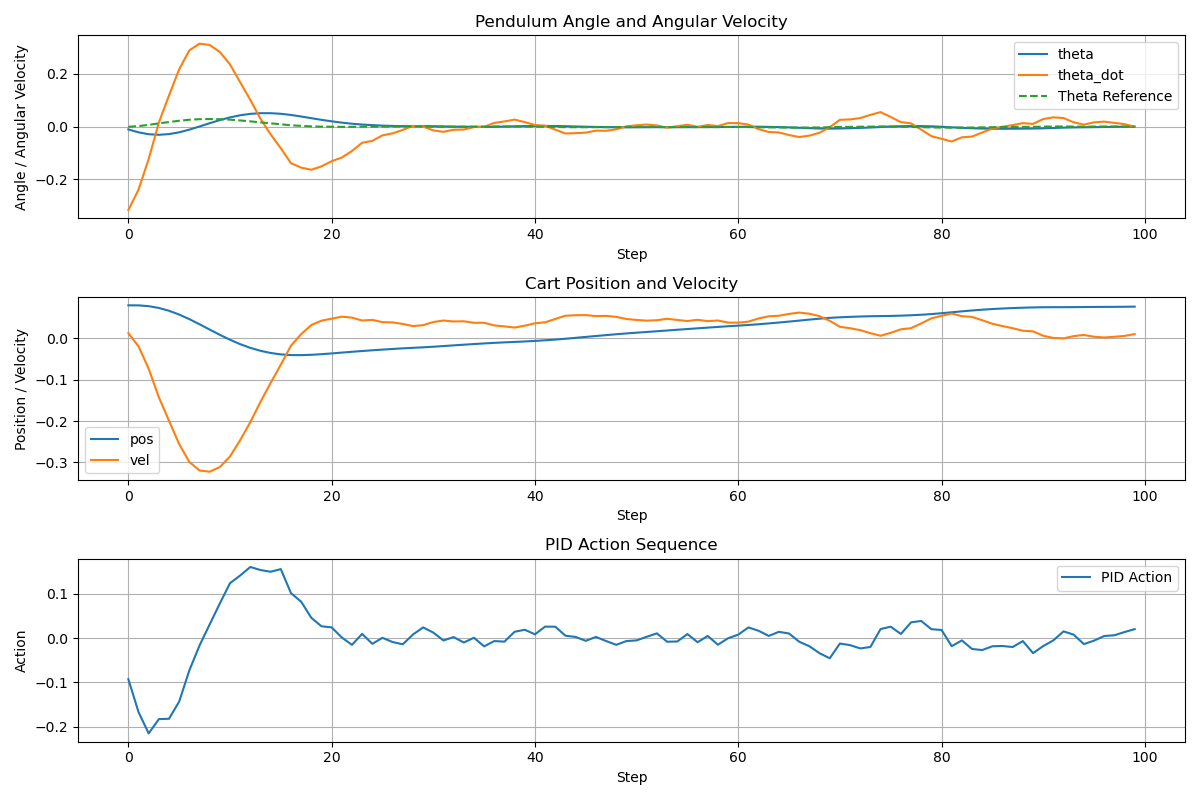 Pendulum Angle and Angular Velocity
Angle / Angular Velocity
0.2
0.0
−0.2
theta
theta_dot
Theta Reference
0
20
40
60
80
100
Step
Cart Position and Velocity
Position / Velocity
0.0
−0.1
−0.2
−0.3
pos
vel
0
20
40
60
80
100
Step
PID Action Sequence
Action
0.1
0.0
−0.1
−0.2
PID Action
0
20
40
60
80
100
Step